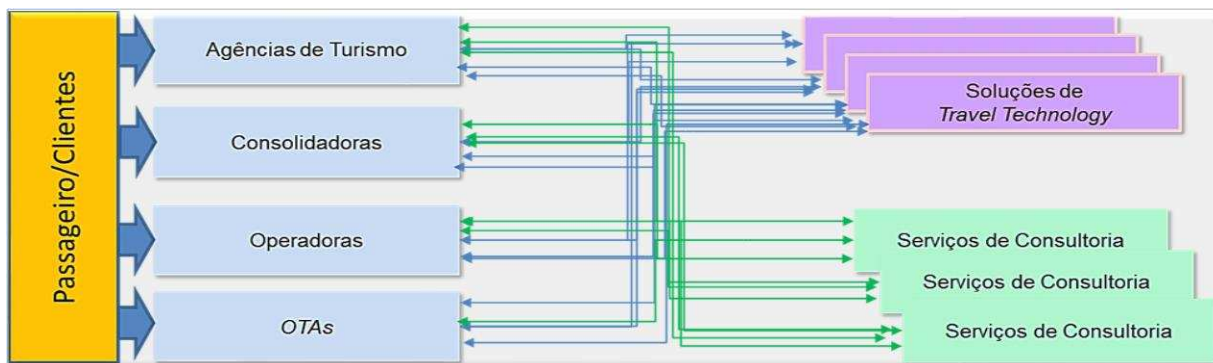 Passageiro/Clientes
Agências de Turismo
Consolidadoras
Operadoras
OTAs
Soluções de
Travel Technology
Serviços de Consultoria
Serviços de Consultoria
Serviços de Consultoria